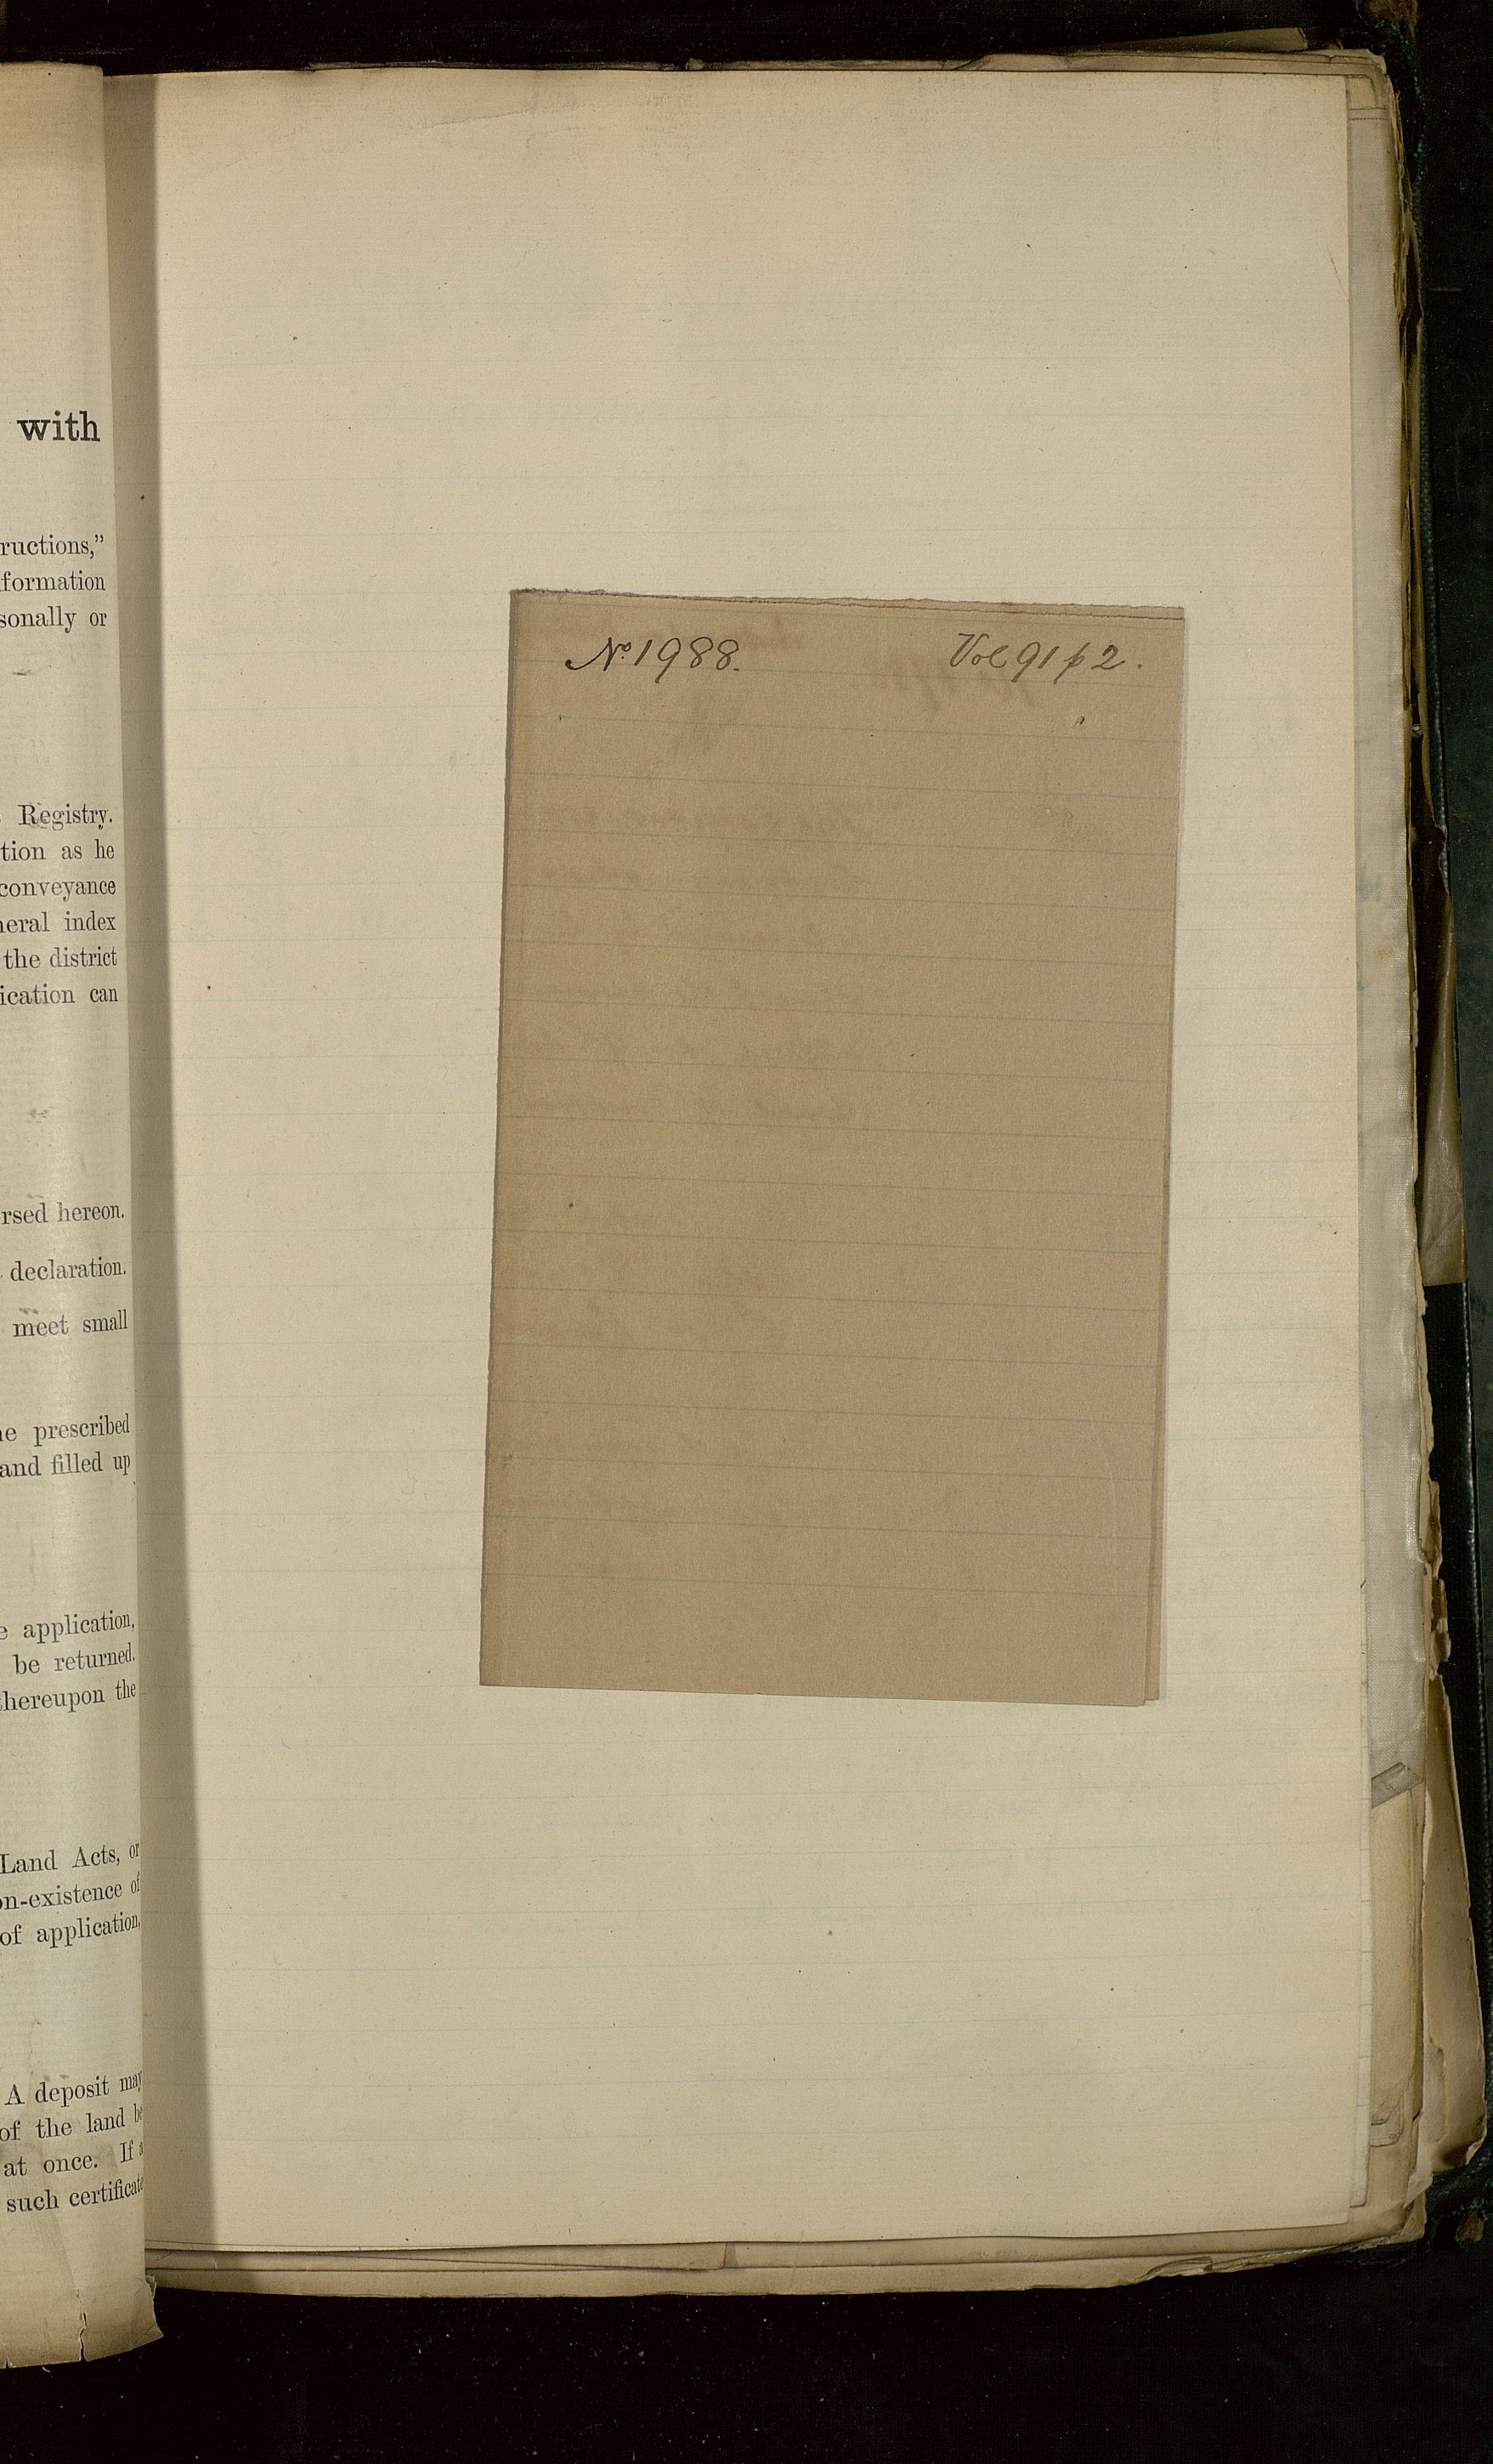 with
ructions,"
formation
sonally or
Registry.
tion as he
conveyance
neral index
the district
ication can
rsed hereon.
declaration.
meet small
e prescribed
and filled up
e application,
be returned.
thereupon the
Land Acts, or
on-existence of
of application,
A deposit may
of the land be
at once. If a
such certificate
No. 1988. Vol 91 p 2.